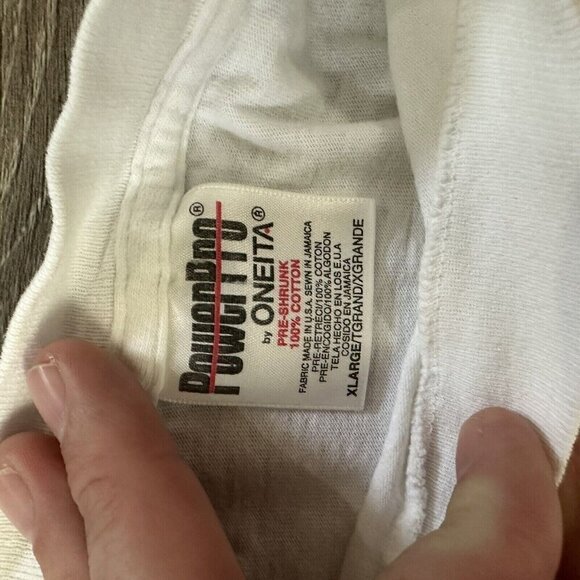 PowerPro®
by ONEITA®
PRE-SHRUNK
100% COTTON
FABRIC MADE IN U.S.A. SEWN IN JAMAICA
PRE-RETRECI/100% COTON
PRE-ENCOGIDO/100% ALGODON
TELA HECHO EN LOS E.U.A
COSIDO EN JAMAICA
XLARGE/TGRAND/XGRANDE